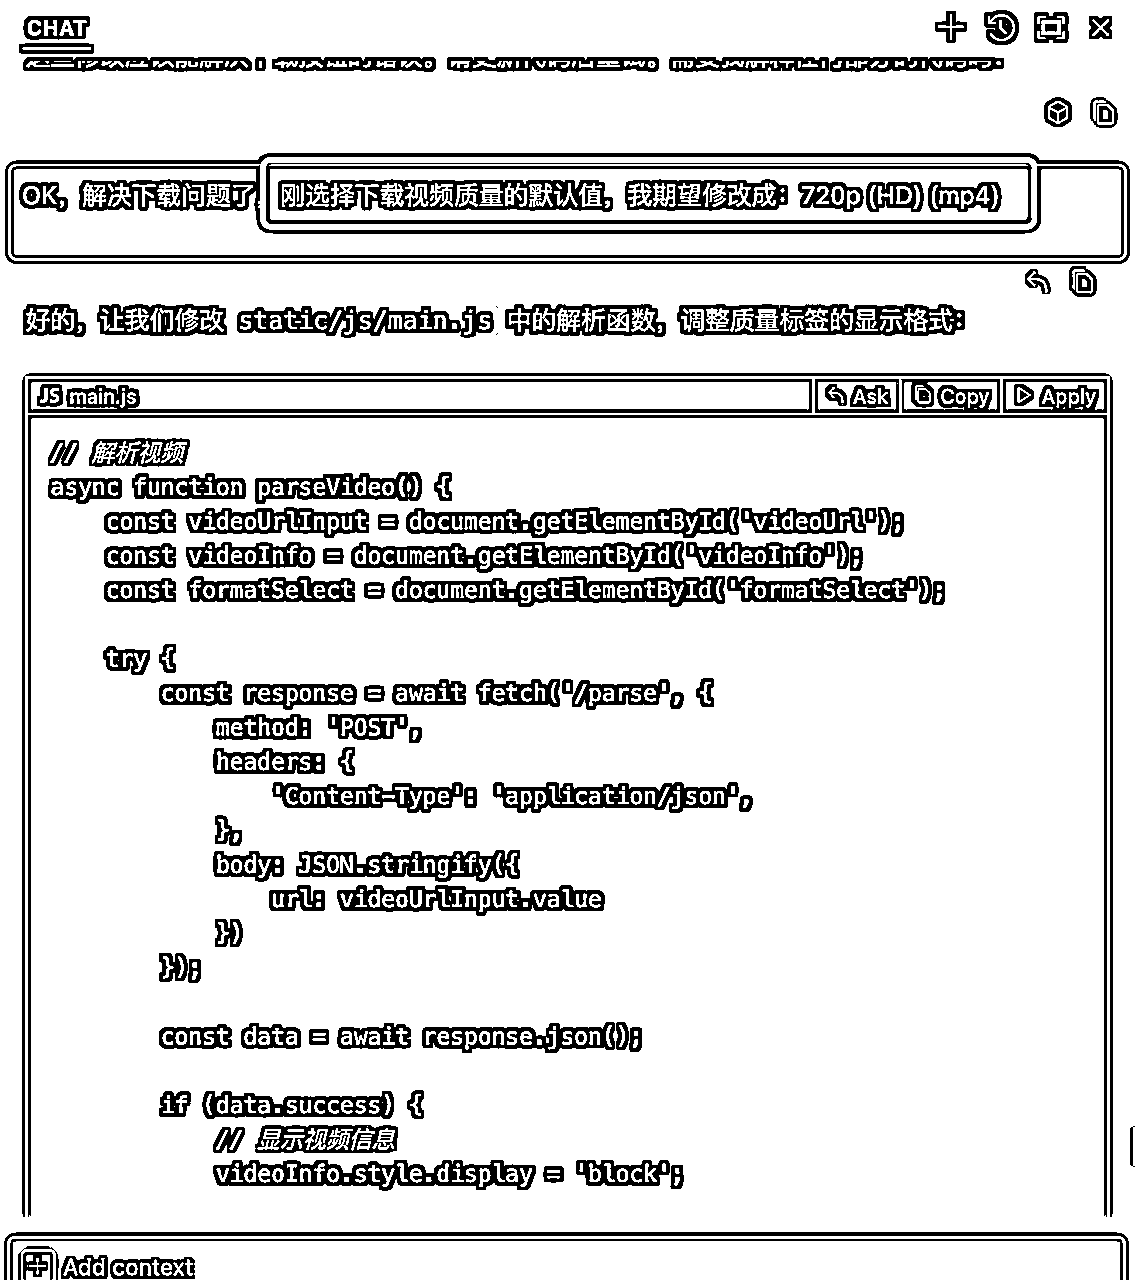 CHAT
OK，解决下载问题了，刚选择下载视频质量的默认值，我期望修改成：720p (HD) (mp4)
好的，让我们修改 static/js/main.js 中的解析函数，调整质量标签的显示格式：
JS main.js Ask Copy Apply
// 解析视频
async function parseVideo() {
    const videoUrlInput = document.getElementById('videoUrl');
    const videoInfo = document.getElementById('videoInfo');
    const formatSelect = document.getElementById('formatSelect');
    try {
        const response = await fetch('/parse', {
            method: 'POST',
            headers: {
                'Content-Type': 'application/json',
            },
            body: JSON.stringify({
                url: videoUrlInput.value
            })
        });
        const data = await response.json();
        if (data.success) {
            // 显示视频信息
            videoInfo.style.display = 'block';
Add context